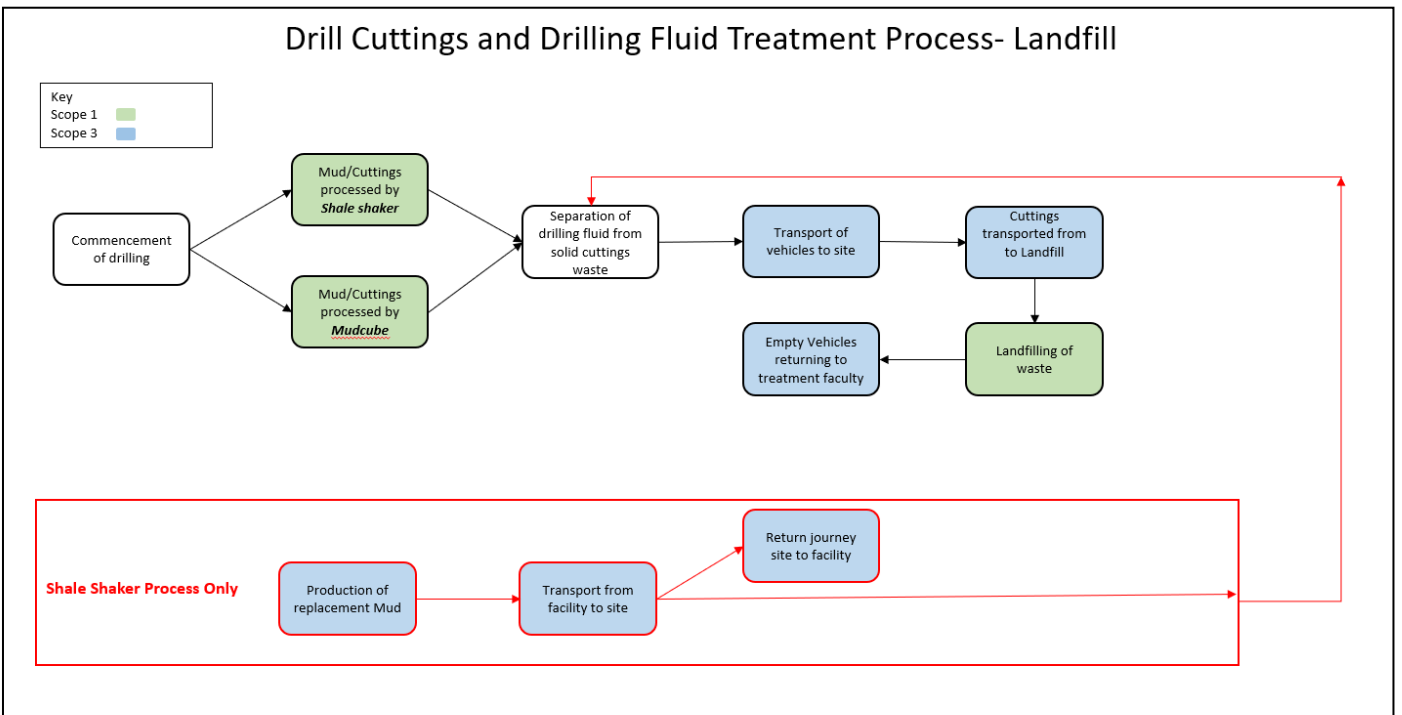 Drill Cuttings and Drilling Fluid Treatment Process- Landfill
Key
Scope 1
Scope 3
Commencement
of drilling
Mud/Cuttings
processed by
Shale shaker
Mud/Cuttings
processed by
Mudcube
Separation of
drilling fluid from
solid cuttings
waste
Transport of
vehicles to site
Cuttings
transported from
to Landfill
Empty Vehicles
returning to
treatment faculty
Landfilling of
waste
Shale Shaker Process Only
Production of
replacement Mud
Transport from
facility to site
Return journey
site to facility